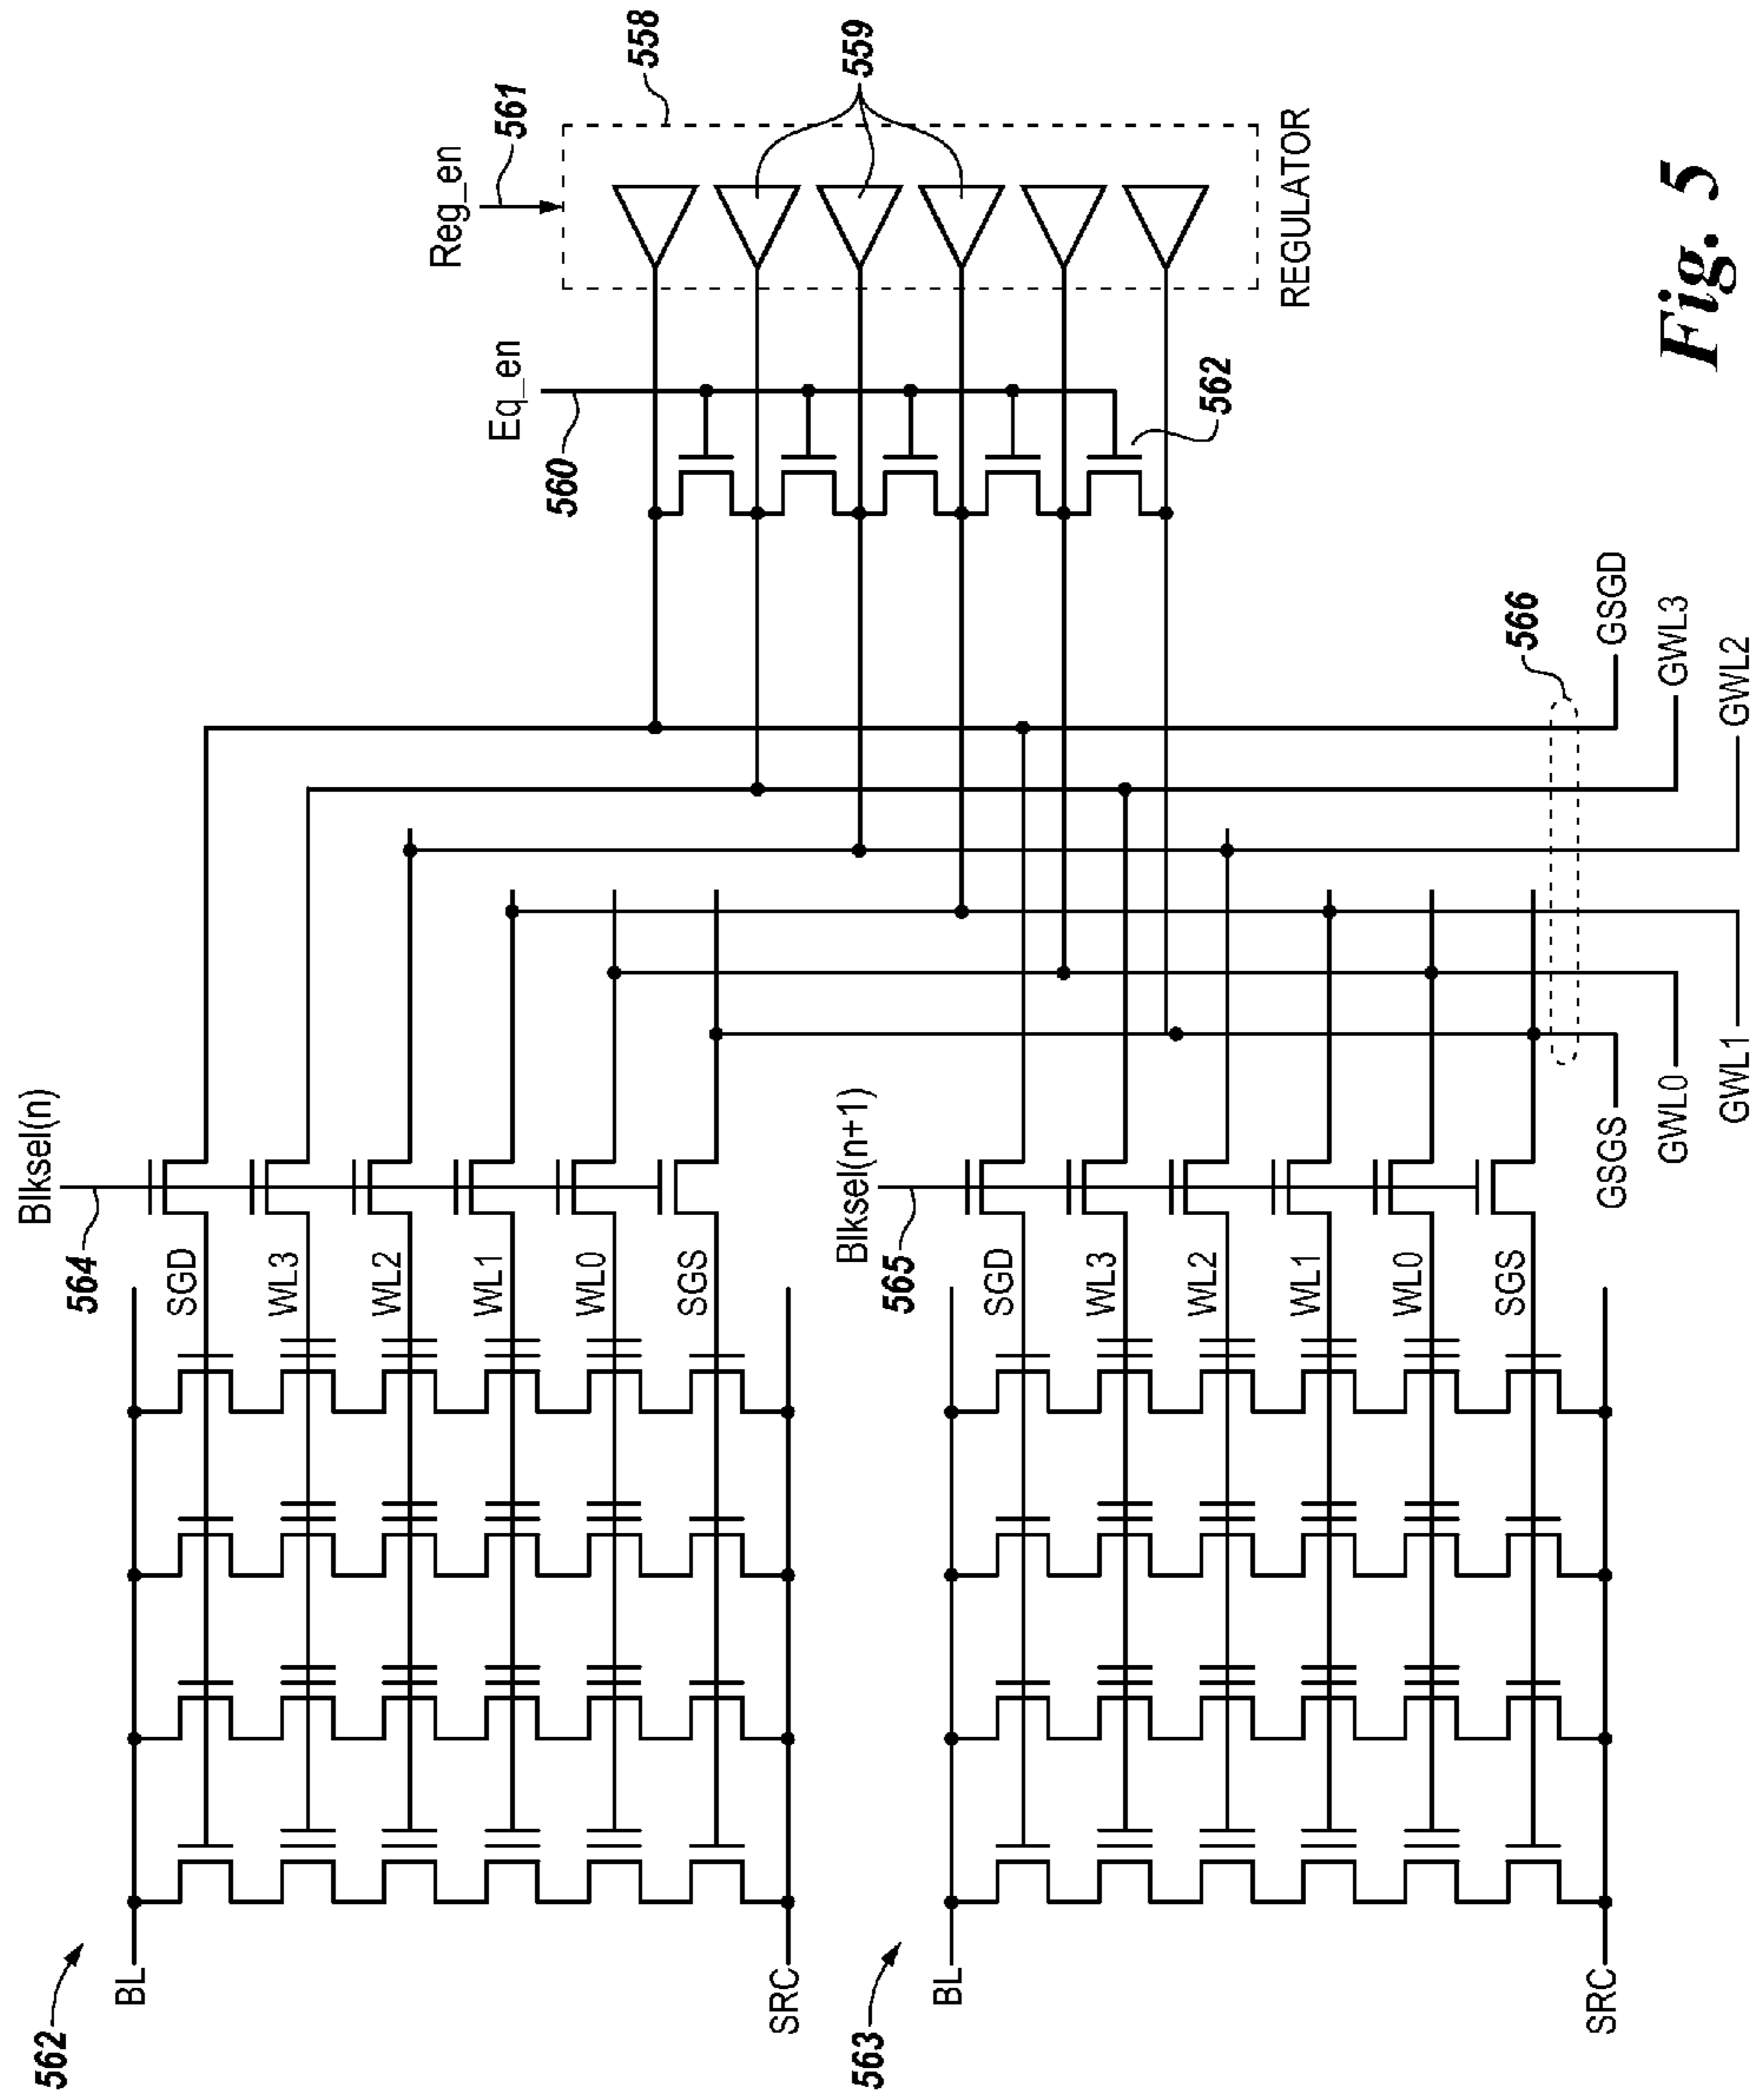 562
BL
SRC
564
Blksel(n)
SGD
WL3
WL2
WL1
WL0
SGS
563
BL
SRC
565
Blksel(n+1)
SGD
WL3
WL2
WL1
WL0
SGS
GSGS
GWL0
GWL1
566
GSGD
GWL3
GWL2
560
Eq_en
562
Reg_en
561
558
559
REGULATOR
Fig. 5